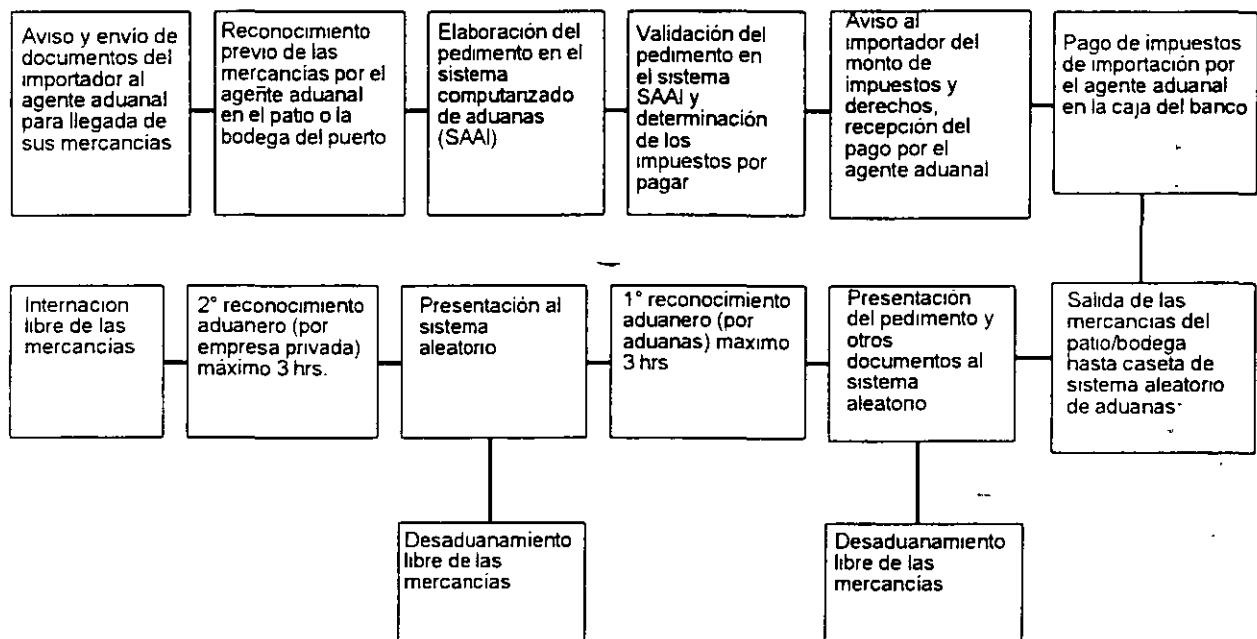 Aviso y envío de
documentos del
importador al
agente aduanal
para llegada de
sus mercancías
Reconocimiento
previo de las
mercancías por el
agente aduanal
en el patio o la
bodega del puerto
Elaboración del
pedimento en el
sistema
computarizado
de aduanas
(SAAI)
Validación del
pedimento en
el sistema
SAAI y
determinación
de los
impuestos por
pagar
Aviso al
importador del
monto de
impuestos y
derechos,
recepción del
pago por el
agente aduanal
Pago de impuestos
de importación por
el agente aduanal
en la caja del banco
Internacion
libre de las
mercancías
2° reconocimiento
aduanero (por
empresa privada)
máximo 3 hrs.
Presentación al
sistema
aleatorio
1° reconocimiento
aduanero (por
aduanas) máximo
3 hrs
Presentación
del pedimento y
otros
documentos al
sistema
aleatorio
Salida de las
mercancias del
patio/bodega
hasta caseta de
sistema aleatorio
de aduanas
Desaduanamiento
libre de las
mercancías
Desaduanamiento
libre de las
mercancías